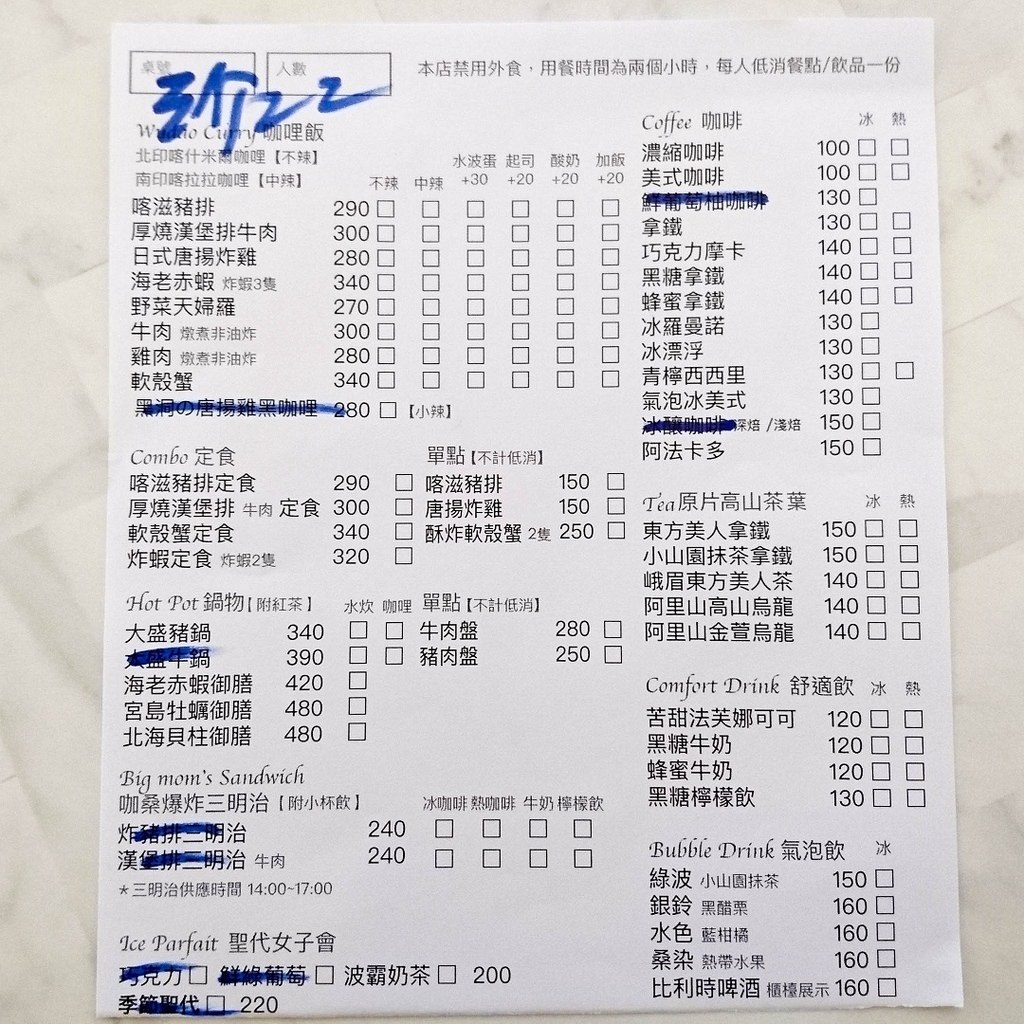 桌號 人數 本店禁用外食，用餐時間為兩個小時，每人低消餐點/飲品一份
22
Wudao Curry 咖哩飯
北印喀什米爾咖哩【不辣】
南印喀拉拉咖哩【中辣】 不辣 中辣 水波蛋+30 起司+20 酸奶+20 加飯+20
喀滋豬排 290 □ □ □ □ □ □
厚燒漢堡排牛肉 300 □ □ □ □ □ □
日式唐揚炸雞 280 □ □ □ □ □ □
海老赤蝦 炸蝦3隻 340 □ □ □ □ □ □
野菜天婦羅 270 □ □ □ □ □ □
牛肉 燉煮非油炸 300 □ □ □ □ □ □
雞肉 燉煮非油炸 280 □ □ □ □ □ □
軟殼蟹 340 □ □ □ □ □ □
黑洞の唐揚雞黑咖哩 280 □【小辣】
Combo 定食
喀滋豬排定食 290 □
厚燒漢堡排 牛肉 定食 300 □
軟殼蟹定食 340 □
炸蝦定食 炸蝦2隻 320 □
單點【不計低消】
喀滋豬排 150 □
唐揚炸雞 150 □
酥炸軟殼蟹 2隻 250 □
Hot Pot 鍋物【附紅茶】 水炊 咖哩
大盛豬鍋 340 □ □
大盛牛鍋 390 □ □
海老赤蝦御膳 420 □
宮島牡蠣御膳 480 □
北海貝柱御膳 480 □
單點【不計低消】
牛肉盤 280 □
豬肉盤 250 □
Big mom's Sandwich
咖桑爆炸三明治【附小杯飲】 冰咖啡 熱咖啡 牛奶 檸檬飲
炸豬排三明治 240 □ □ □ □
漢堡排三明治 牛肉 240 □ □ □ □
＊三明治供應時間 14:00~17:00
Ice Parfait 聖代女子會
巧克力 □ 鮮綠葡萄 □ 波霸奶茶 □ 200
季節聖代 □ 220
Coffee 咖啡 冰 熱
濃縮咖啡 100 □ □
美式咖啡 100 □ □
鮮葡萄柚咖啡 130 □
拿鐵 130 □ □
巧克力摩卡 140 □ □
黑糖拿鐵 140 □ □
蜂蜜拿鐵 140 □ □
冰羅曼諾 130 □
冰漂浮 130 □
青檸西西里 130 □ □
氣泡冰美式 130 □
冰釀咖啡 深焙 /淺焙 150 □
阿法卡多 150 □
Tea 原片高山茶葉 冰 熱
東方美人拿鐵 150 □ □
小山園抹茶拿鐵 150 □ □
峨眉東方美人茶 140 □ □
阿里山高山烏龍 140 □ □
阿里山金萱烏龍 140 □ □
Comfort Drink 舒適飲 冰 熱
苦甜法芙娜可可 120 □ □
黑糖牛奶 120 □ □
蜂蜜牛奶 120 □ □
黑糖檸檬飲 130 □ □
Bubble Drink 氣泡飲 冰
綠波 小山園抹茶 150 □
銀鈴 黑醋栗 160 □
水色 藍柑橘 160 □
桑染 熱帶水果 160 □
比利時啤酒 櫃檯展示 160 □